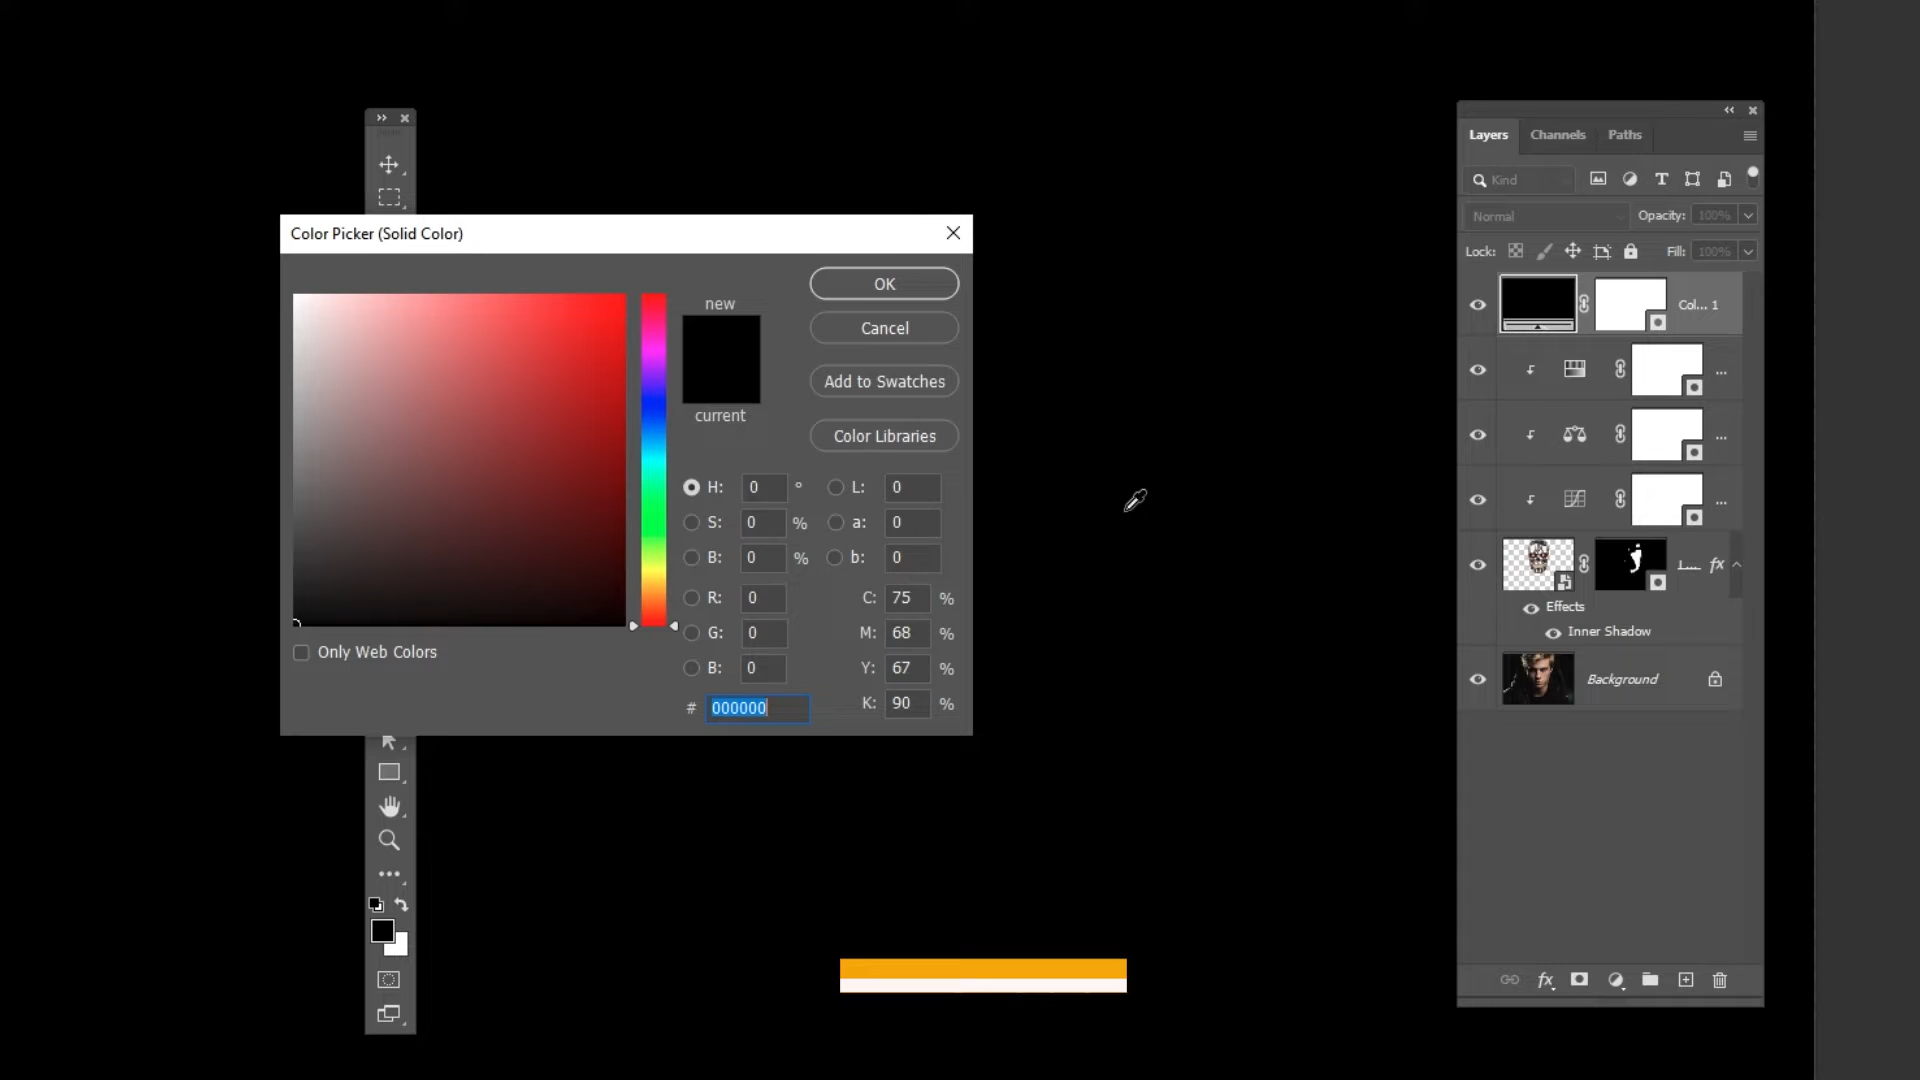 Color Picker (Solid Color)
new
current
OK
Cancel
Add to Swatches
Color Libraries
H: 0 °
S: 0 %
B: 0 %
R: 0
G: 0
B: 0
# 000000
L: 0
a: 0
b: 0
C: 75 %
M: 68 %
Y: 67 %
K: 90 %
Only Web Colors
Layers Channels Paths
Kind
Normal Opacity: 100%
Lock: Fill: 100%
Col... 1
...
...
...
fx
Effects
Inner Shadow
Background
fx